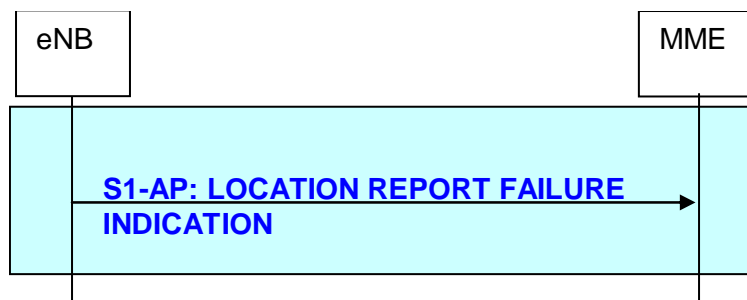 eNB
MME
S1-AP: LOCATION REPORT FAILURE
INDICATION